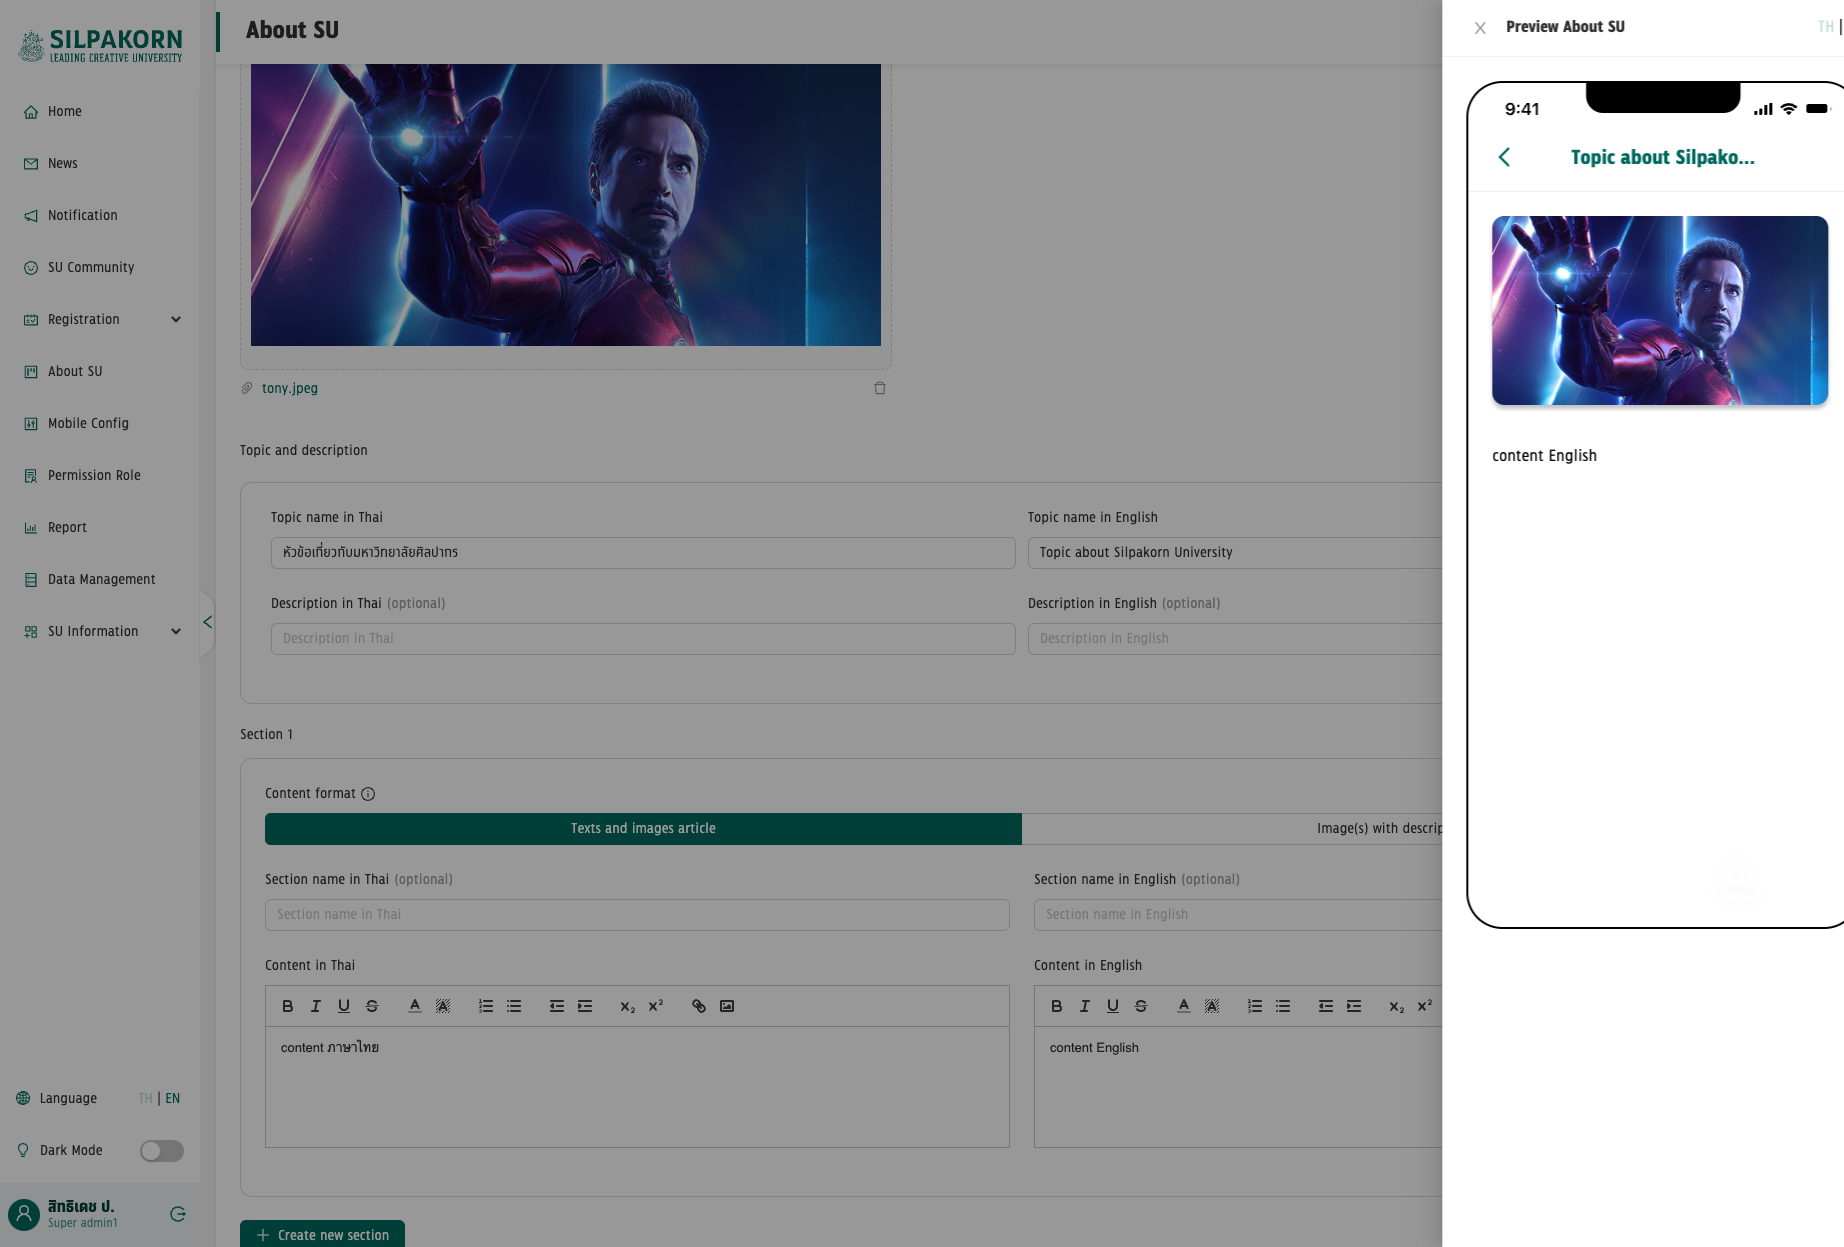 SILPAKORN
LEADING CREATIVE UNIVERSITY
Home
News
Notification
SU Community
Registration
About SU
Mobile Config
Permission Role
Report
Data Management
SU Information
Language TH | EN
Dark Mode
สิทธิเดช ป.
Super admin1
About SU
tony.jpeg
Topic and description
Topic name in Thai
หัวข้อเกี่ยวกับมหาวิทยาลัยศิลปากร
Topic name in English
Topic about Silpakorn University
Description in Thai (optional)
Description in Thai
Description in English (optional)
Description in English
Section 1
Content format
Texts and images article
Image(s) with descrip
Section name in Thai (optional)
Section name in Thai
Section name in English (optional)
Section name in English
Content in Thai
content ภาษาไทย
Content in English
content English
Create new section
Preview About SU
TH |
9:41
Topic about Silpako...
content English